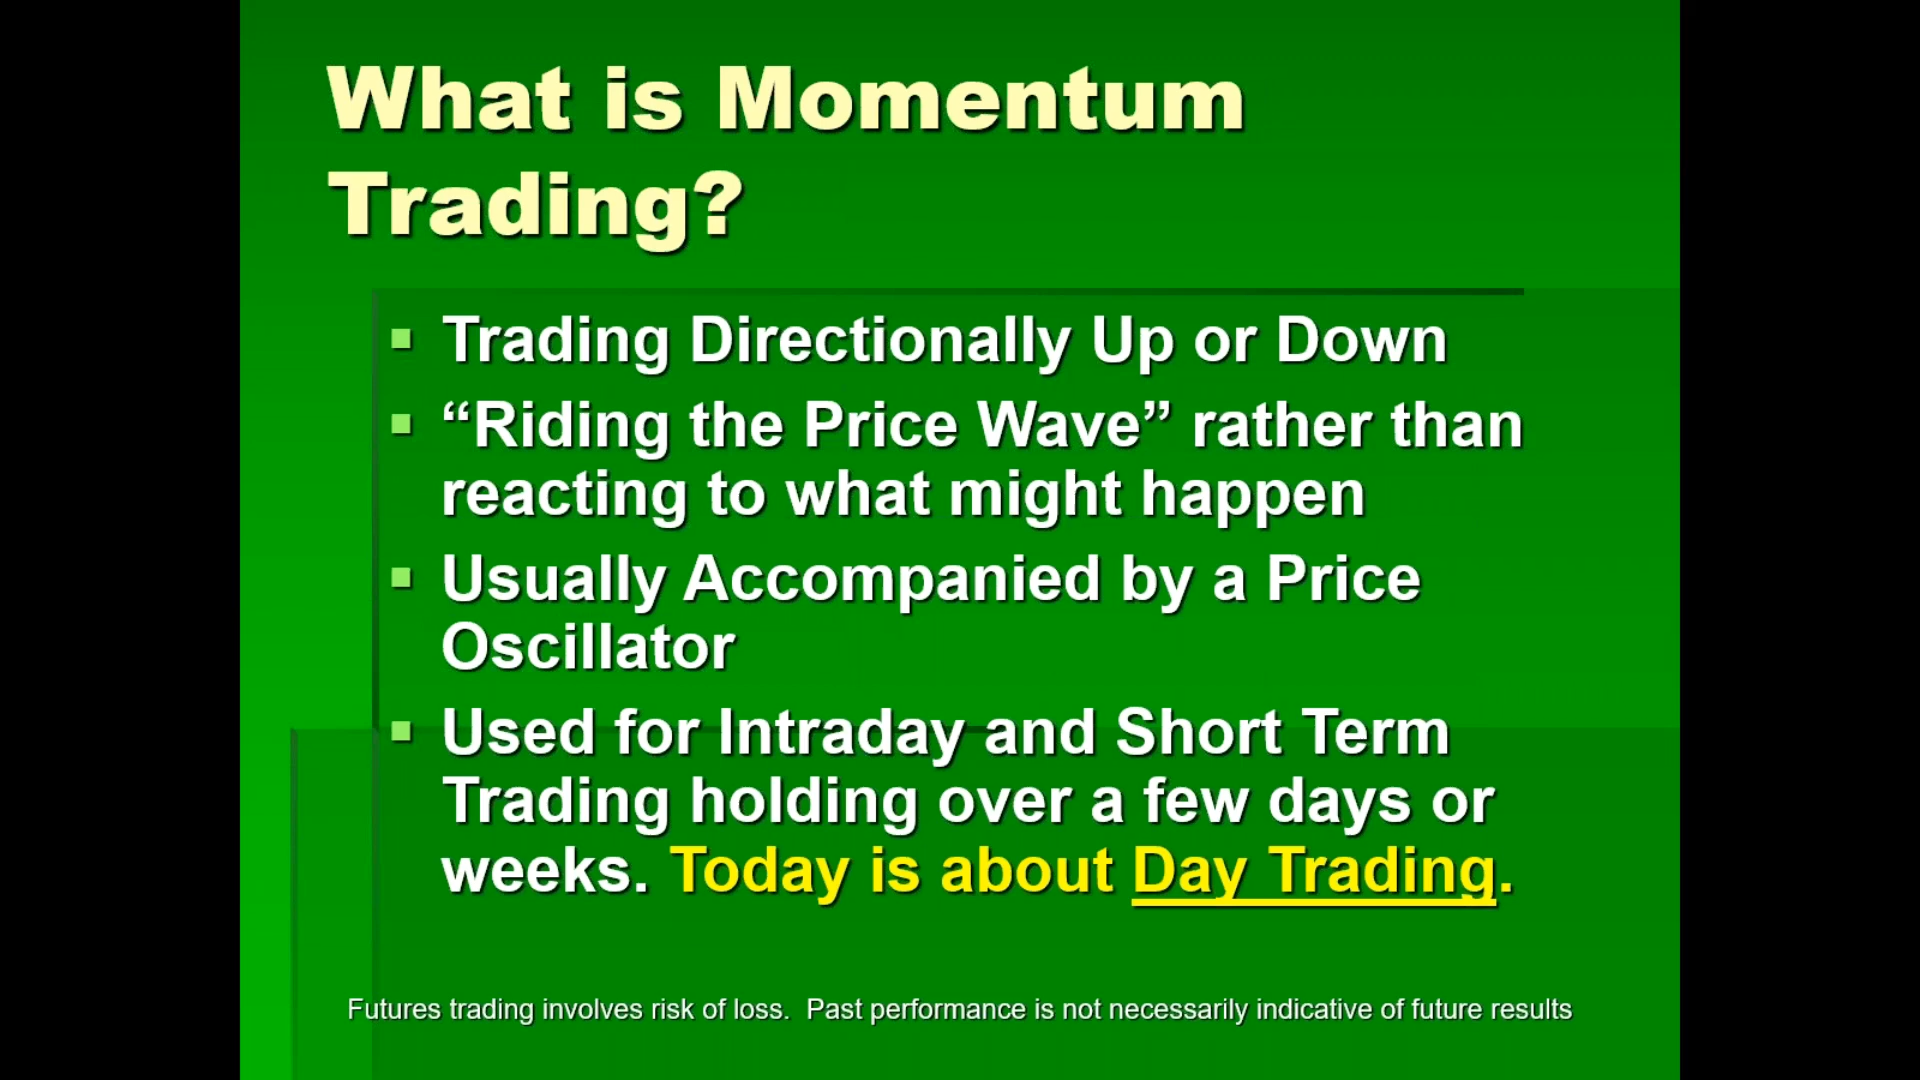 What is Momentum
Trading?
Trading Directionally Up or Down
“Riding the Price Wave” rather than
reacting to what might happen
Usually Accompanied by a Price
Oscillator
Used for Intraday and Short Term
Trading holding over a few days or
weeks. Today is about Day Trading.
Futures trading involves risk of loss.  Past performance is not necessarily indicative of future results